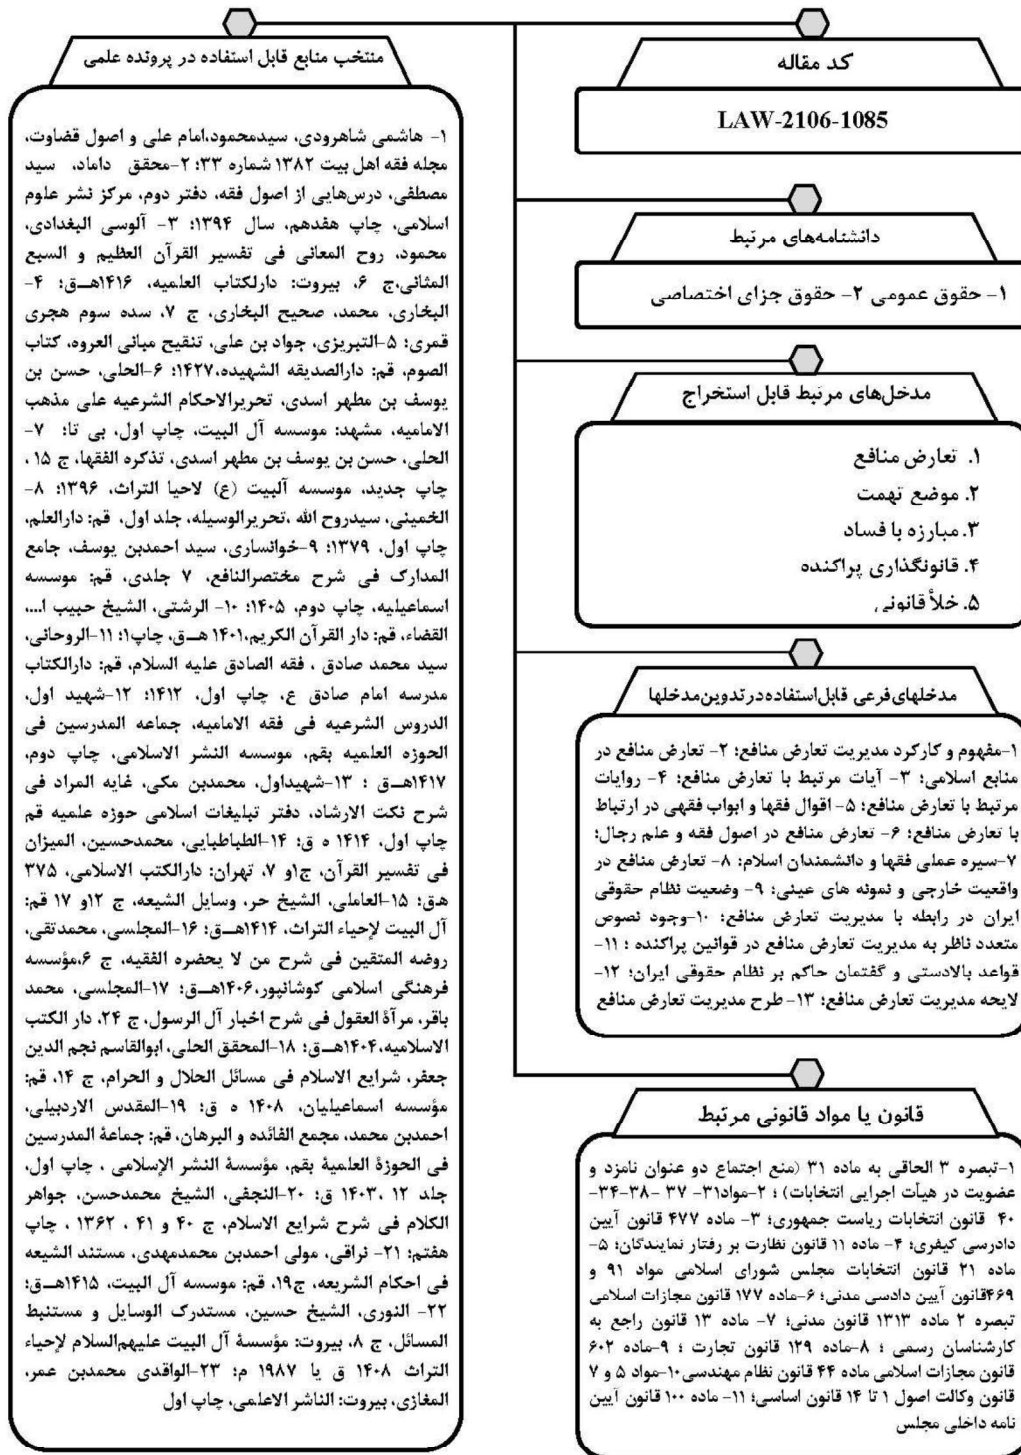 کد مقاله
LAW-2106-1085
دانشنامه‌های مرتبط
۱- حقوق عمومی ۲- حقوق جزای اختصاصی
مدخل‌های مرتبط قابل استخراج
۱. تعارض منافع
۲. موضع تهمت
۳. مبارزه با فساد
۴. قانونگذاری پراکنده
۵. خلأ قانونی
مدخلهای فرعی قابل استفاده در تدوین مدخلها
۱-مفهوم و کارکرد مدیریت تعارض منافع؛ ۲- تعارض منافع در
منابع اسلامی؛ ۳- آیات مرتبط با تعارض منافع؛ ۴- روایات
مرتبط با تعارض منافع؛ ۵- اقوال فقها و ابواب فقهی در ارتباط
با تعارض منافع؛ ۶- تعارض منافع در اصول فقه و علم رجال؛
۷-سیره عملی فقها و دانشمندان اسلام؛ ۸- تعارض منافع در
واقعیت خارجی و نمونه های عینی؛ ۹- وضعیت نظام حقوقی
ایران در رابطه با مدیریت تعارض منافع؛ ۱۰-وجود نصوص
متعدد ناظر به مدیریت تعارض منافع در قوانین پراکنده ؛ ۱۱-
قواعد بالادستی و گفتمان حاکم بر نظام حقوقی ایران؛ ۱۲-
لایحه مدیریت تعارض منافع؛ ۱۳- طرح مدیریت تعارض منافع
قانون یا مواد قانونی مرتبط
۱-تبصره ۳ الحاقی به ماده ۳۱ (منع اجتماع دو عنوان نامزد و
عضویت در هیأت اجرایی انتخابات) ؛ ۲-مواد۳۱- ۳۷ -۳۸-۳۴-
۴۰ قانون انتخابات ریاست جمهوری؛ ۳- ماده ۴۷۷ قانون آیین
دادرسی کیفری؛ ۴- ماده ۱۱ قانون نظارت بر رفتار نمایندگان؛ ۵-
ماده ۲۱ قانون انتخابات مجلس شورای اسلامی مواد ۹۱ و
۴۶۹قانون آیین دادسی مدنی؛ ۶-ماده ۱۷۷ قانون مجازات اسلامی
تبصره ۲ ماده ۱۳۱۳ قانون مدنی؛ ۷- ماده ۱۳ قانون راجع به
کارشناسان رسمی ؛ ۸-ماده ۱۲۹ قانون تجارت ؛ ۹-ماده ۶۰۲
قانون مجازات اسلامی ماده ۴۴ قانون نظام مهندسی۱۰-مواد ۵ و ۷
قانون وکالت اصول ۱ تا ۱۴ قانون اساسی؛ ۱۱- ماده ۱۰۰ قانون آیین
نامه داخلی مجلس
منتخب منابع قابل استفاده در پرونده علمی
۱- هاشمی شاهرودی، سیدمحمود،امام علی و اصول قضاوت،
مجله فقه اهل بیت ۱۳۸۲ شماره ۳۳؛ ۲-محقق داماد، سید
مصطفی، درس‌هایی از اصول فقه، دفتر دوم، مرکز نشر علوم
اسلامی، چاپ هفدهم، سال ۱۳۹۴؛ ۳- آلوسی البغدادی،
محمود، روح المعانی فی تفسیر القرآن العظیم و السبع
المثانی،ج ۶، بیروت: دارلکتاب العلمیه، ۱۴۱۶هـ‌ق؛ ۴-
البخاری، محمد، صحیح البخاری، ج ۷، سده سوم هجری
قمری؛ ۵-التبریزی، جواد بن علی، تنقیح مبانی العروه، کتاب
الصوم، قم: دارالصدیقه الشهیده،۱۴۲۷؛ ۶-الحلی، حسن بن
یوسف بن مطهر اسدی، تحریرالاحکام الشرعیه علی مذهب
الامامیه، مشهد: موسسه آل البیت، چاپ اول، بی تا؛ ۷-
الحلی، حسن بن یوسف بن مطهر اسدی، تذکره الفقها، ج ۱۵ ،
چاپ جدید، موسسه آلبیت (ع) لاحیا التراث، ۱۳۹۶؛ ۸-
الخمینی، سیدروح الله ،تحریرالوسیله، جلد اول، قم: دارالعلم،
چاپ اول، ۱۳۷۹؛ ۹-خوانساری، سید احمدبن یوسف، جامع
المدارک فی شرح مختصرالنافع، ۷ جلدی، قم: موسسه
اسماعیلیه، چاپ دوم، ۱۴۰۵؛ ۱۰- الرشتی، الشیخ حبیب ا...،
القضاء، قم: دار القرآن الکریم،۱۴۰۱ هـ‌ق، چاپ۱؛ ۱۱-الروحانی،
سید محمد صادق ، فقه الصادق علیه السلام، قم: دارالکتاب
مدرسه امام صادق ع، چاپ اول، ۱۴۱۲؛ ۱۲-شهید اول،
الدروس الشرعیه فی فقه الامامیه، جماعه المدرسین فی
الحوزه العلمیه بقم، موسسه النشر الاسلامی، چاپ دوم،
۱۴۱۷هـ‌ق ؛ ۱۳-شهیداول، محمدبن مکی، غایه المراد فی
شرح نکت الارشاد، دفتر تبلیغات اسلامی حوزه علمیه قم
چاپ اول، ۱۴۱۴ ه ق؛ ۱۴-الطباطبایی، محمدحسین، المیزان
فی تفسیر القرآن، ج۱و ۷، تهران: دارالکتب الاسلامی، ۳۷۵
ه‍ق؛ ۱۵-العاملی، الشیخ حر، وسایل الشیعه، ج ۱۲و ۱۷ قم:
آل البیت لإحیاء التراث، ۱۴۱۴هـ‌ق؛ ۱۶-المجلسی، محمدتقی،
روضه المتقین فی شرح من لا یحضره الفقیه، ج ۶،مؤسسه
فرهنگی اسلامی کوشانپور،۱۴۰۶هـ‌ق؛ ۱۷-المجلسی، محمد
باقر، مرآة العقول فی شرح اخبار آل الرسول، ج ۲۴، دار الکتب
الاسلامیه،۱۴۰۴هـ‌ق؛ ۱۸-المحقق الحلی، ابوالقاسم نجم الدین
جعفر، شرایع الاسلام فی مسائل الحلال و الحرام، ج ۱۴، قم:
مؤسسه اسماعیلیان، ۱۴۰۸ ه ق؛ ۱۹-المقدس الاردبیلی،
احمدبن محمد، مجمع الفائده و البرهان، قم: جماعة المدرسین
فی الحوزة العلمیة بقم، مؤسسة النشر الإسلامی ، چاپ اول،
جلد ۱۲ ،۱۴۰۳ ق؛ ۲۰-النجفی، الشیخ محمدحسن، جواهر
الکلام فی شرح شرایع الاسلام، ج ۴۰ و ۴۱ ، ۱۳۶۲ ، چاپ
هفتم؛ ۲۱- نراقی، مولی احمدبن محمدمهدی، مستند الشیعه
فی احکام الشریعه، ج۱۹، قم: موسسه آل البیت، ۱۴۱۵هـ‌ق؛
۲۲- النوری، الشیخ حسین، مستدرک الوسایل و مستنبط
المسائل، ج ۸، بیروت: مؤسسة آل البیت علیهم‌السلام لإحیاء
التراث ۱۴۰۸ ق یا ۱۹۸۷ م؛ ۲۳-الواقدی محمدبن عمر،
المغازی، بیروت: الناشر الاعلمی، چاپ اول